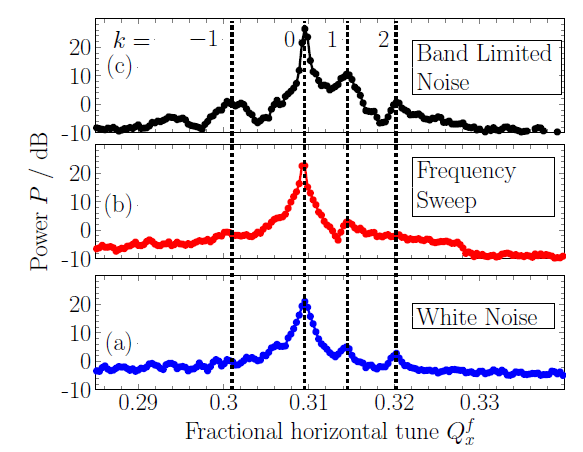 k = −1 0 1 2
(c)
Band Limited
Noise
20
10
0
-10
(b)
Frequency
Sweep
20
10
0
-10
(a)
White Noise
20
10
0
-10
Power P / dB
0.29 0.3 0.31 0.32 0.33
Fractional horizontal tune Q_x^f